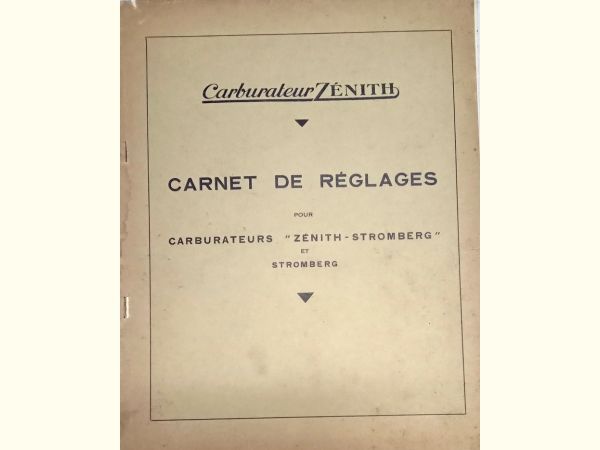 Carburateur ZÉNITH
CARNET DE RÉGLAGES
POUR
CARBURATEURS "ZÉNITH-STROMBERG"
ET
STROMBERG